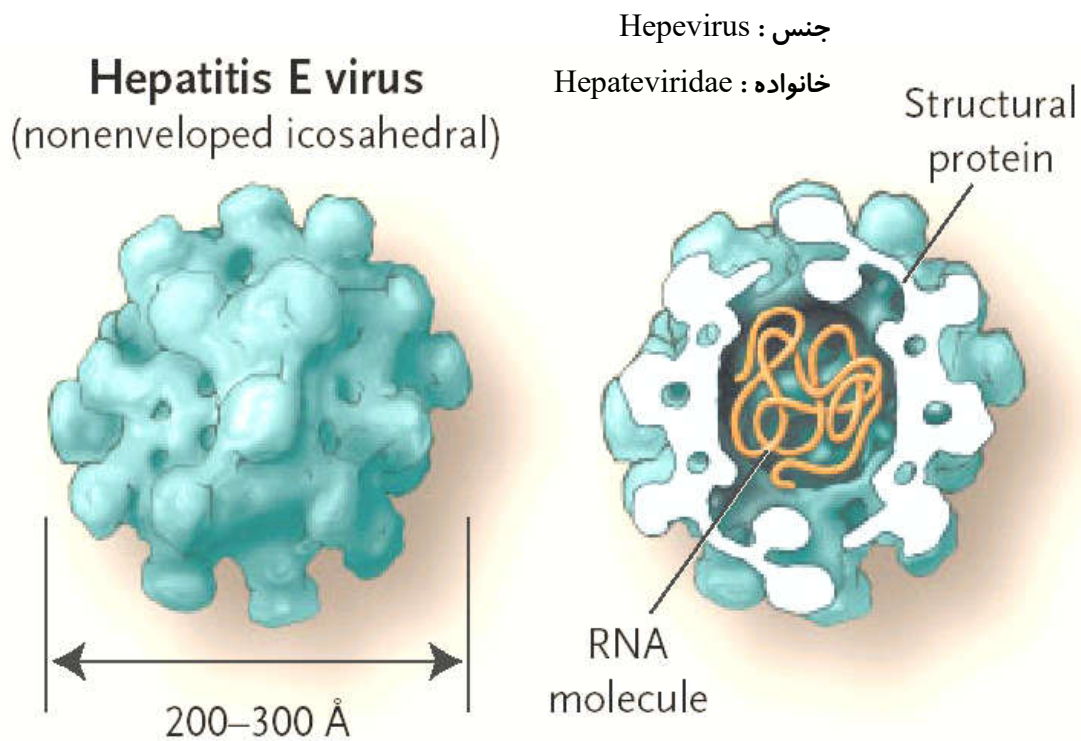 جنس : Hepevirus
خانواده : Hepateviridae
Hepatitis E virus
(nonenveloped icosahedral)
Structural
protein
RNA
molecule
200–300 Å